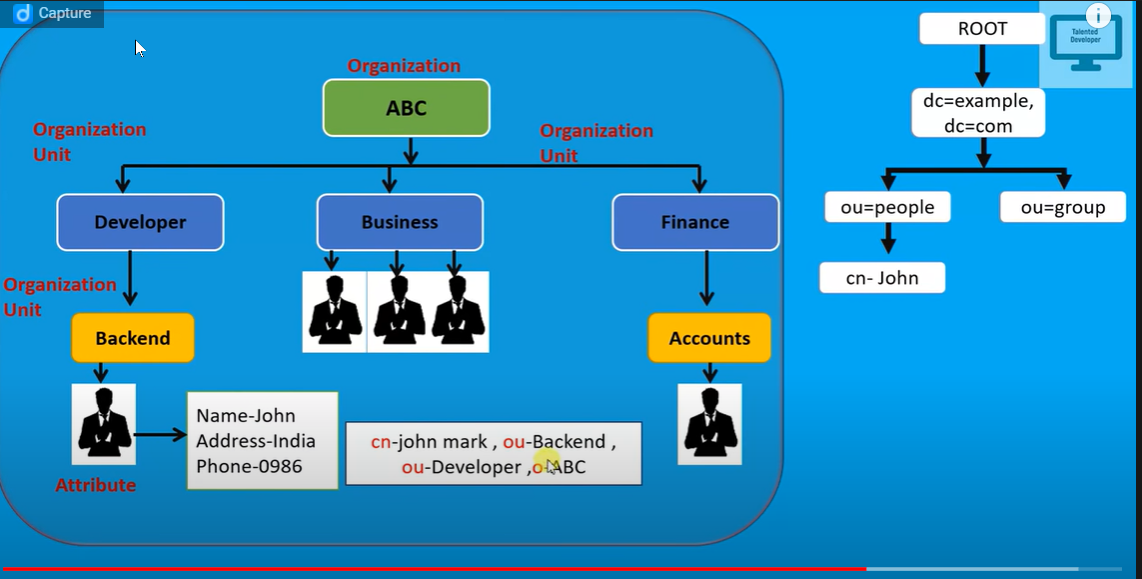 Capture
ROOT
i
Talented
Developer
Organization
ABC
dc=example,
dc=com
Organization
Unit
Organization
Unit
Developer
Business
Finance
ou=people
ou=group
cn- John
Organization
Unit
Backend
Accounts
Name-John
Address-India
Phone-0986
cn-john mark , ou-Backend ,
ou-Developer ,o-ABC
Attribute